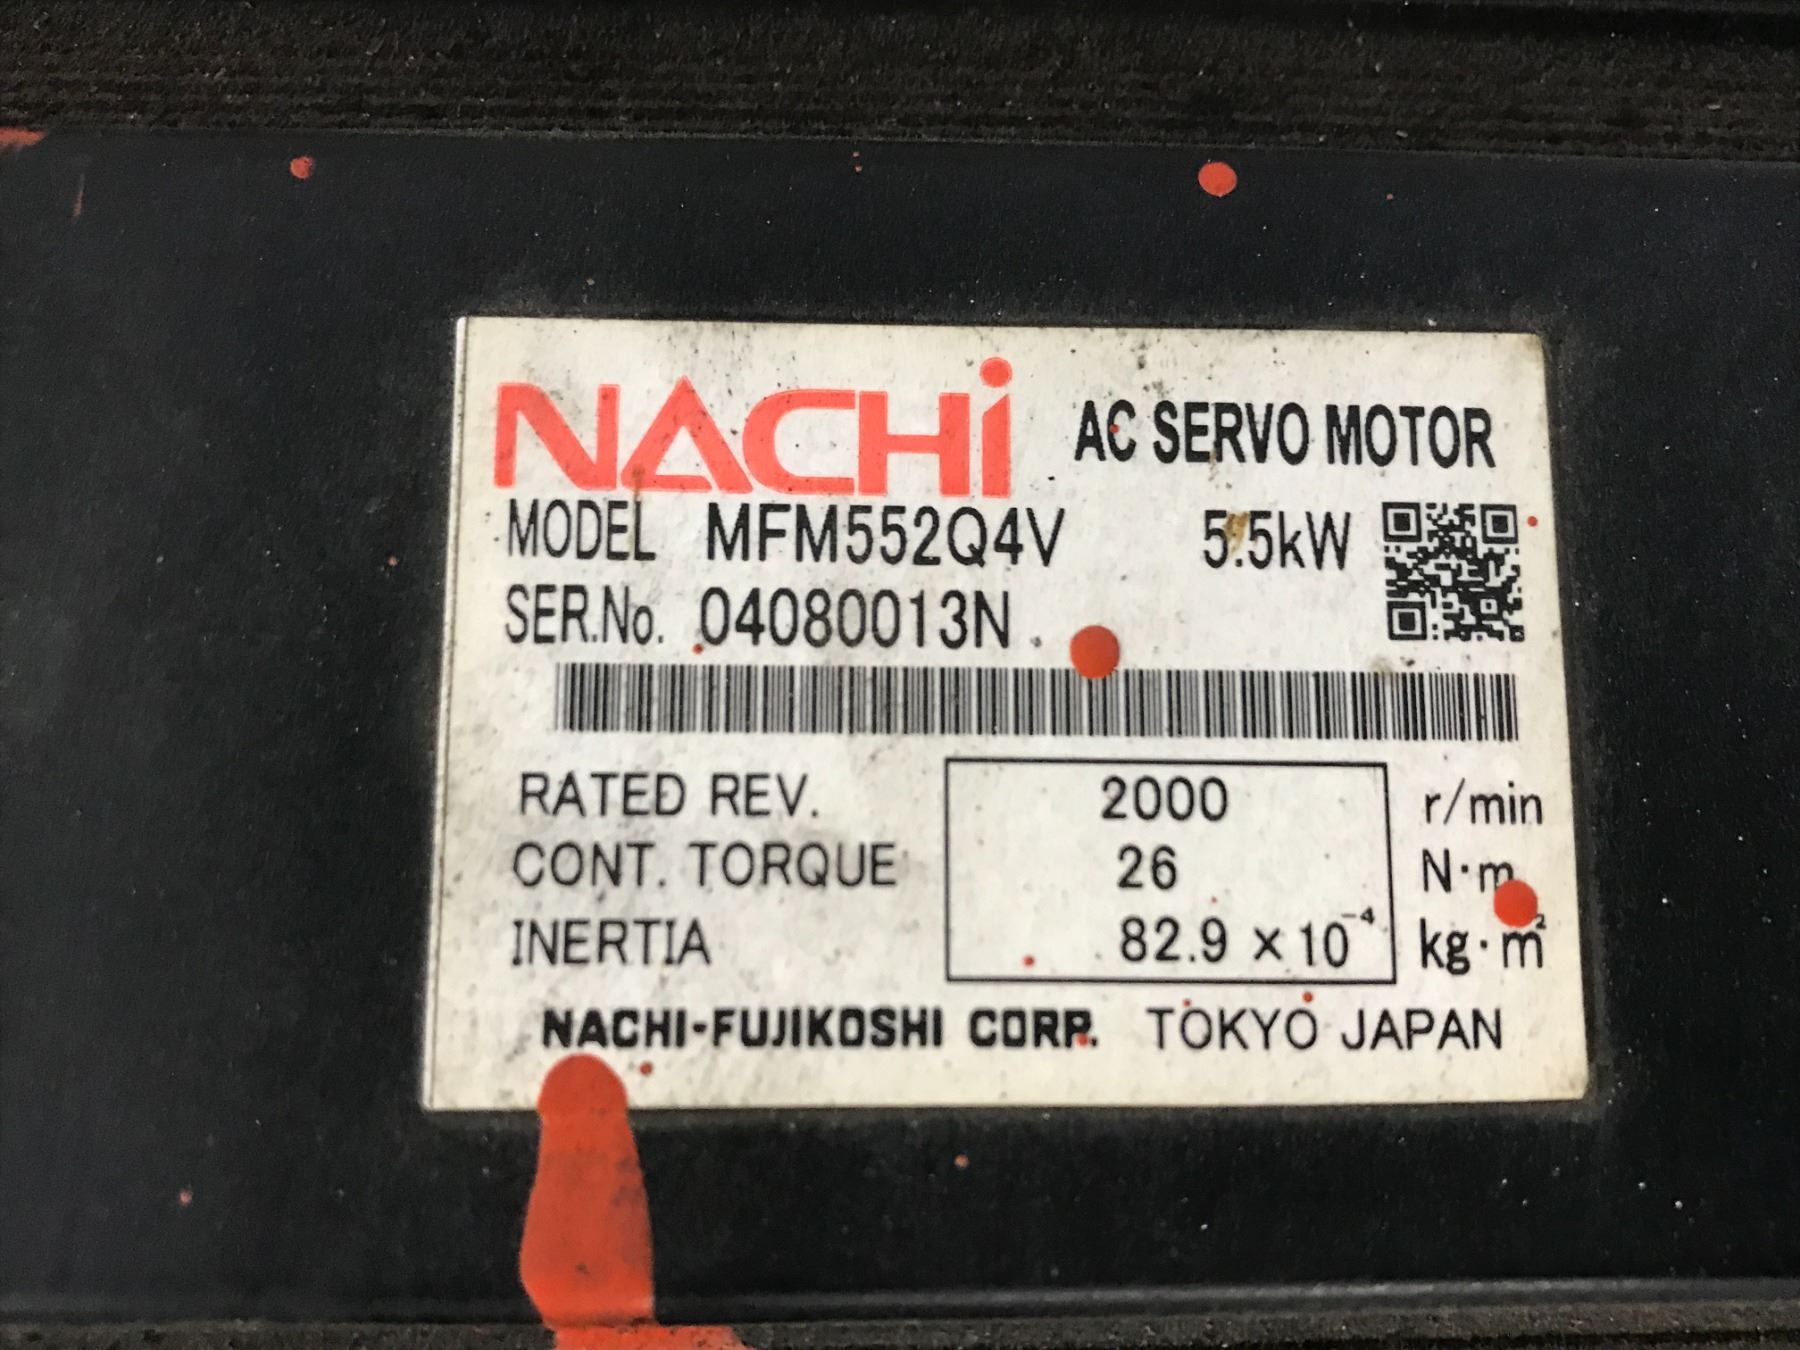 NACHi AC SERVO MOTOR
MODEL MFM552Q4V 5.5kW
SER.No. 04080013N
RATED REV. 2000 r/min
CONT. TORQUE 26 N·m
INERTIA 82.9 ×10⁻⁴ kg·m²
NACHI-FUJIKOSHI CORP. TOKYO JAPAN